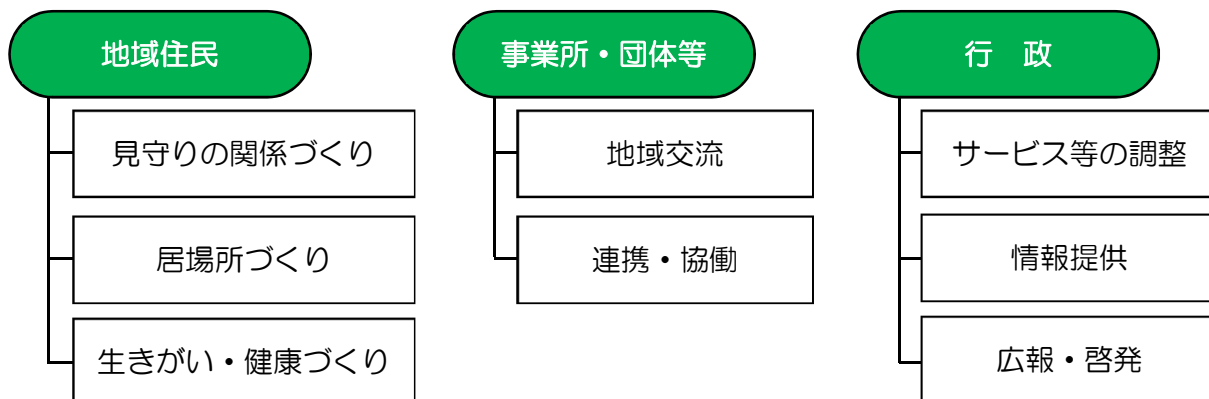 地域住民
見守りの関係づくり
居場所づくり
生きがい・健康づくり
事業所・団体等
地域交流
連携・協働
行　政
サービス等の調整
情報提供
広報・啓発